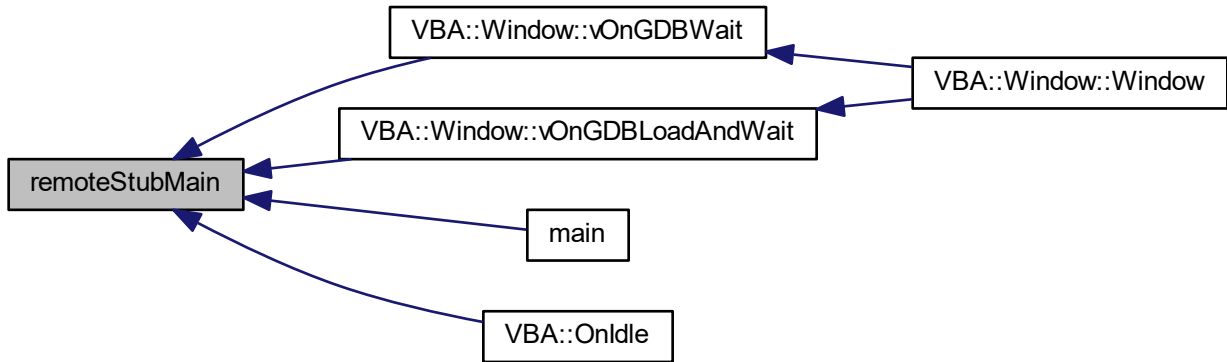 VBA::Window::vOnGDBWait
VBA::Window::Window
VBA::Window::vOnGDBLoadAndWait
remoteStubMain
main
VBA::OnIdle